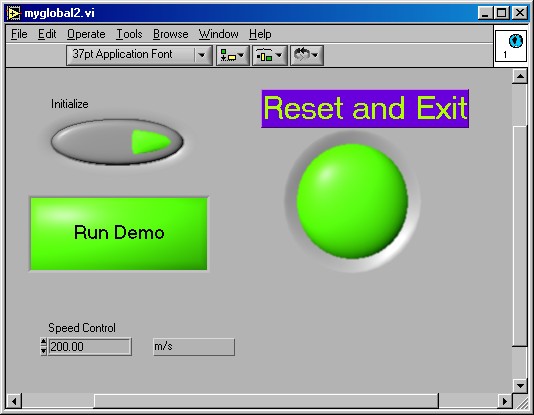 myglobal2.vi
File Edit Operate Tools Browse Window Help
37pt Application Font
1
Initialize
Reset and Exit
Run Demo
Speed Control
200.00 m/s